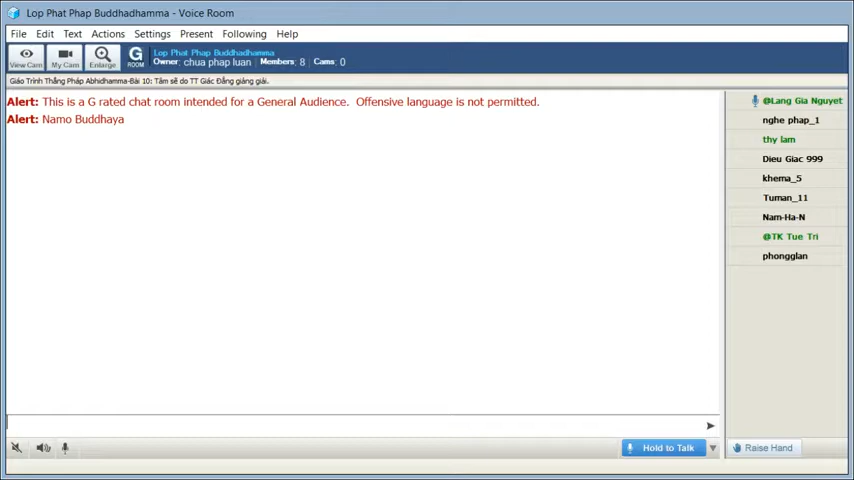 Lop Phat Phap Buddhadhamma - Voice Room
File Edit Text Actions Settings Present Following Help
View Cam My Cam Enlarge G ROOM
Lop Phat Phap Buddhadhamma
Owner: chua phap luan Members: 8 Cams: 0
Giáo Trình Thắng Pháp Abhidhamma-Bài 10: Tâm sẽ do TT Giác Đẳng giảng giải.
Alert: This is a G rated chat room intended for a General Audience. Offensive language is not permitted.
Alert: Namo Buddhaya
@Lang Gia Nguyet
nghe phap_1
thy lam
Dieu Giac 999
khema_5
Tuman_11
Nam-Ha-N
@TK Tue Tri
phongglan
Hold to Talk
Raise Hand